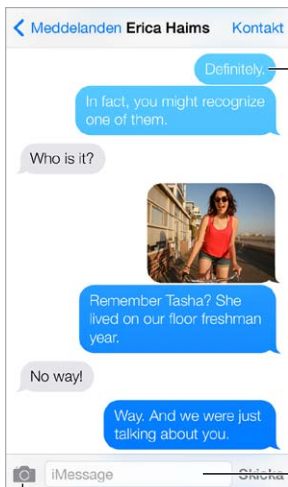 Meddelanden Erica Haims Kontakt
Definitely.
In fact, you might recognize
one of them.
Who is it?
Remember Tasha? She
lived on our floor freshman
year.
No way!
Way. And we were just
talking about you.
iMessage Skicka